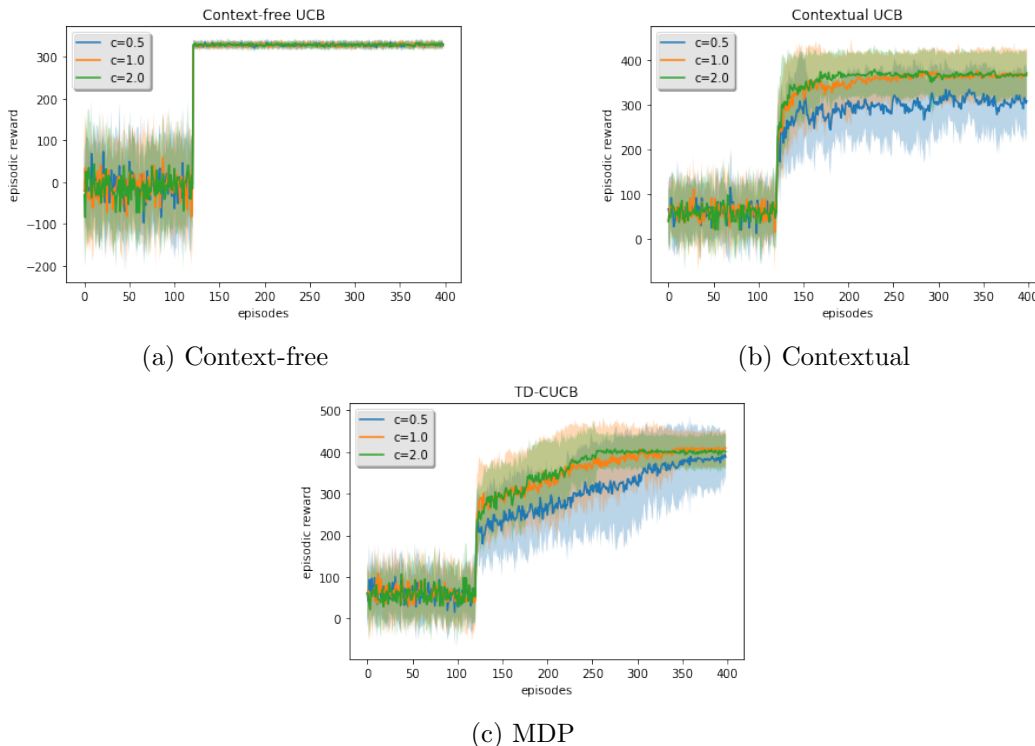 Context-free UCB
c=0.5
c=1.0
c=2.0
episodic reward
300
200
100
0
−100
−200
0 50 100 150 200 250 300 350 400
episodes
(a) Context-free
Contextual UCB
c=0.5
c=1.0
c=2.0
episodic reward
400
300
200
100
0
0 50 100 150 200 250 300 350 400
episodes
(b) Contextual
TD-CUCB
c=0.5
c=1.0
c=2.0
episodic reward
500
400
300
200
100
0
0 50 100 150 200 250 300 350 400
episodes
(c) MDP